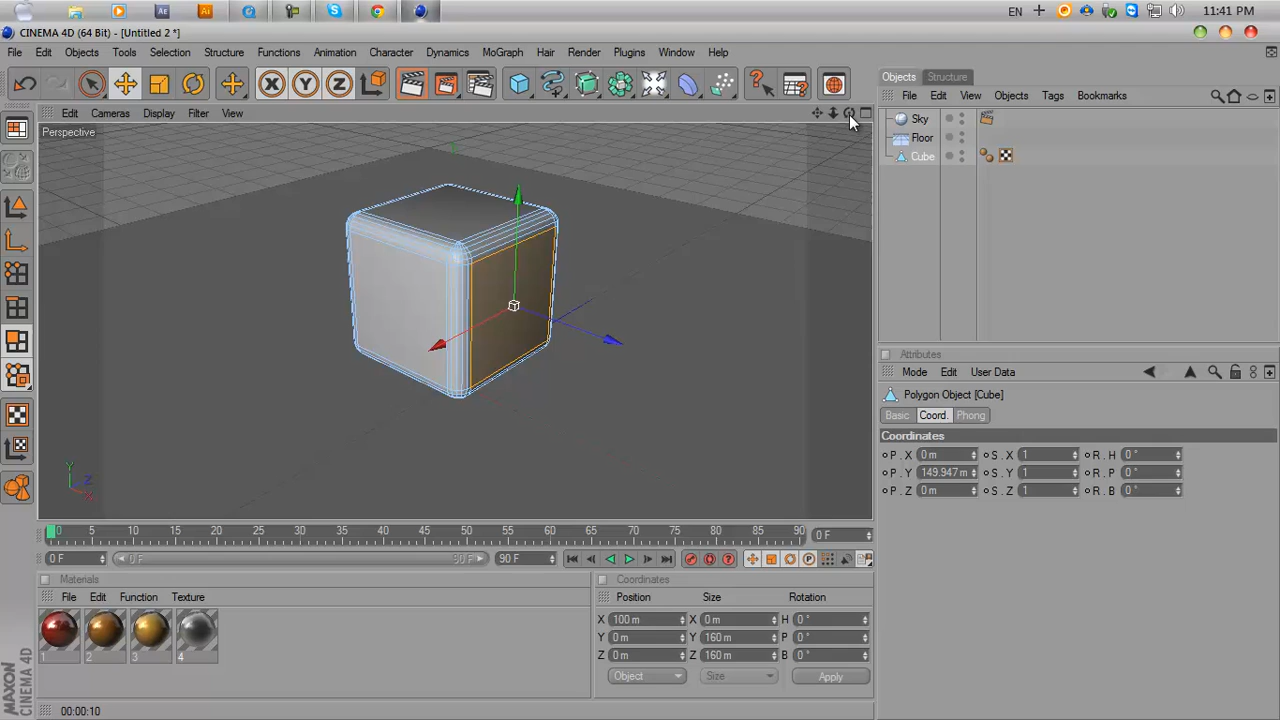 EN
11:41 PM
CINEMA 4D (64 Bit) - [Untitled 2 *]
File Edit Objects Tools Selection Structure Functions Animation Character Dynamics MoGraph Hair Render Plugins Window Help
Edit Cameras Display Filter View
Perspective
Y
Z
X
Objects Structure
File Edit View Objects Tags Bookmarks
Sky
Floor
Cube
Attributes
Mode Edit User Data
Polygon Object [Cube]
Basic Coord. Phong
Coordinates
P . X 0 m S . X 1 R . H 0 °
P . Y 149.947 m S . Y 1 R . P 0 °
P . Z 0 m S . Z 1 R . B 0 °
0 5 10 15 20 25 30 35 40 45 50 55 60 65 70 75 80 85 90 0 F
0 F 0 F 90 F 90 F
Materials
File Edit Function Texture
1 2 3 4
Coordinates
Position Size Rotation
X 100 m X 0 m H 0 °
Y 0 m Y 160 m P 0 °
Z 0 m Z 160 m B 0 °
Object Size Apply
MAXON CINEMA 4D
00:00:10